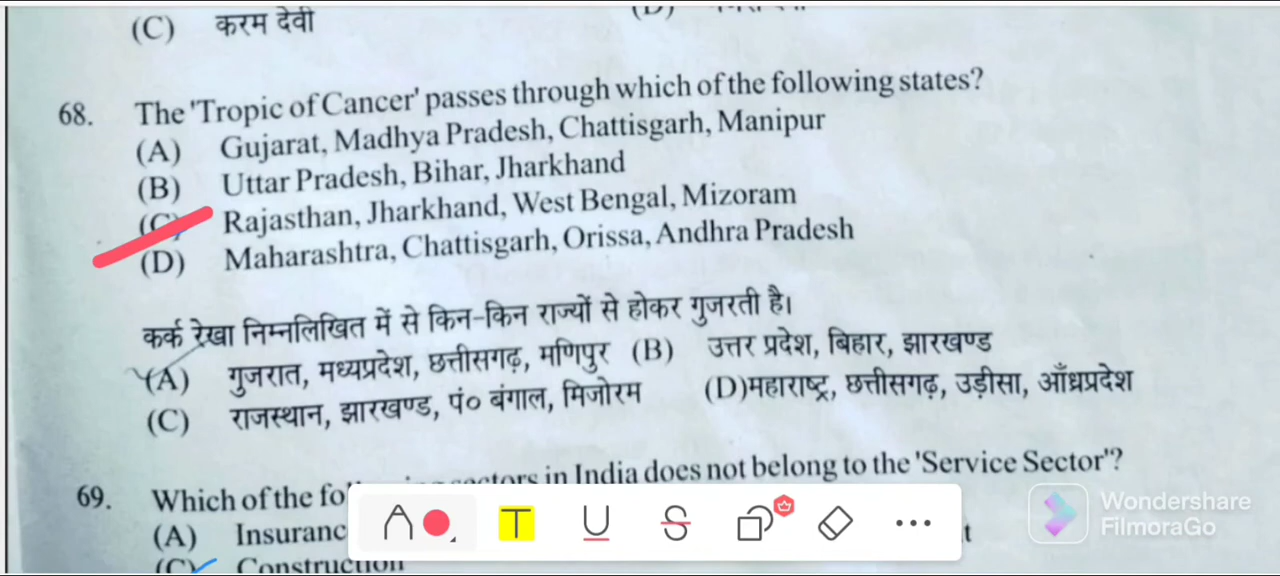 (C) करम देवी
(D)
68. The 'Tropic of Cancer' passes through which of the following states?
(A) Gujarat, Madhya Pradesh, Chattisgarh, Manipur
(B) Uttar Pradesh, Bihar, Jharkhand
(C) Rajasthan, Jharkhand, West Bengal, Mizoram
(D) Maharashtra, Chattisgarh, Orissa, Andhra Pradesh
कर्क रेखा निम्नलिखित में से किन-किन राज्यों से होकर गुजरती है।
(A) गुजरात, मध्यप्रदेश, छत्तीसगढ़, मणिपुर (B) उत्तर प्रदेश, बिहार, झारखण्ड
(C) राजस्थान, झारखण्ड, पं० बंगाल, मिजोरम (D)महाराष्ट्र, छत्तीसगढ़, उड़ीसा, आँध्रप्रदेश
69. Which of the in India does not belong to the 'Service Sector'?
(A)
(C) Construction
T U S
Wondershare
FilmoraGo